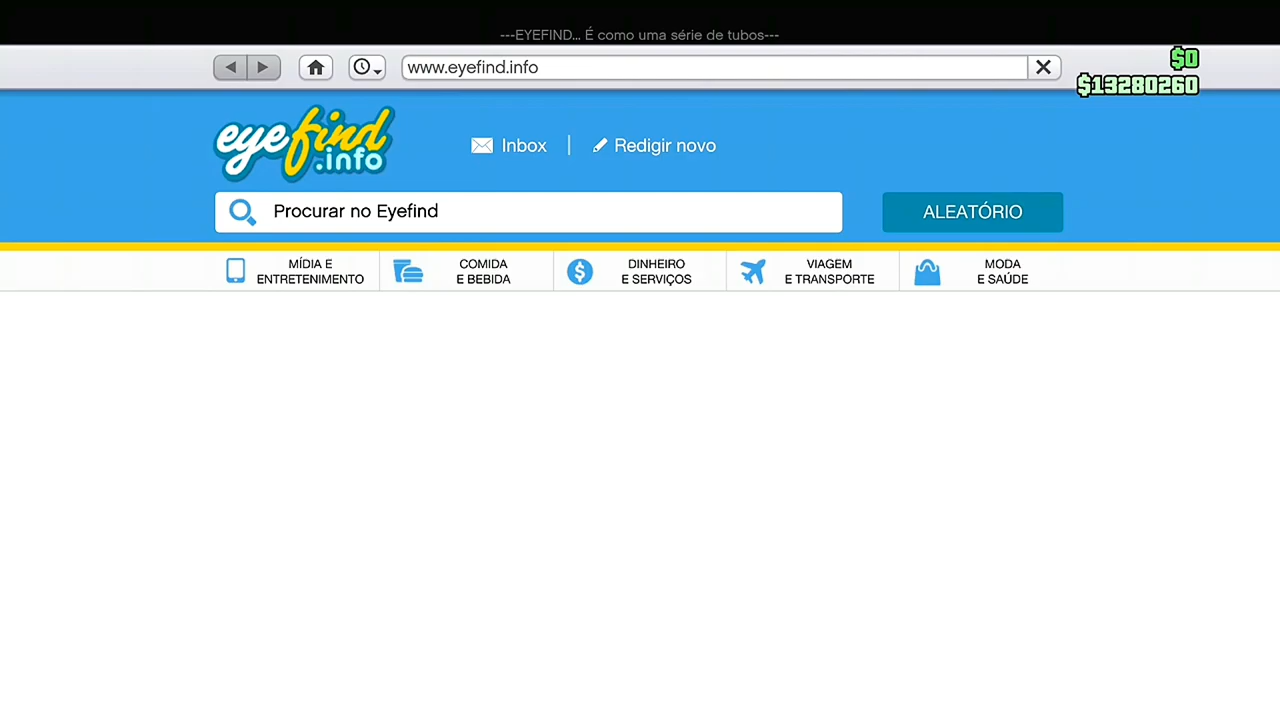 ---EYEFIND... É como uma série de tubos---
www.eyefind.info
$0
$13280260
eyefind
.info
Inbox
Redigir novo
Procurar no Eyefind
ALEATÓRIO
MÍDIA E
ENTRETENIMENTO
COMIDA
E BEBIDA
DINHEIRO
E SERVIÇOS
VIAGEM
E TRANSPORTE
MODA
E SAÚDE